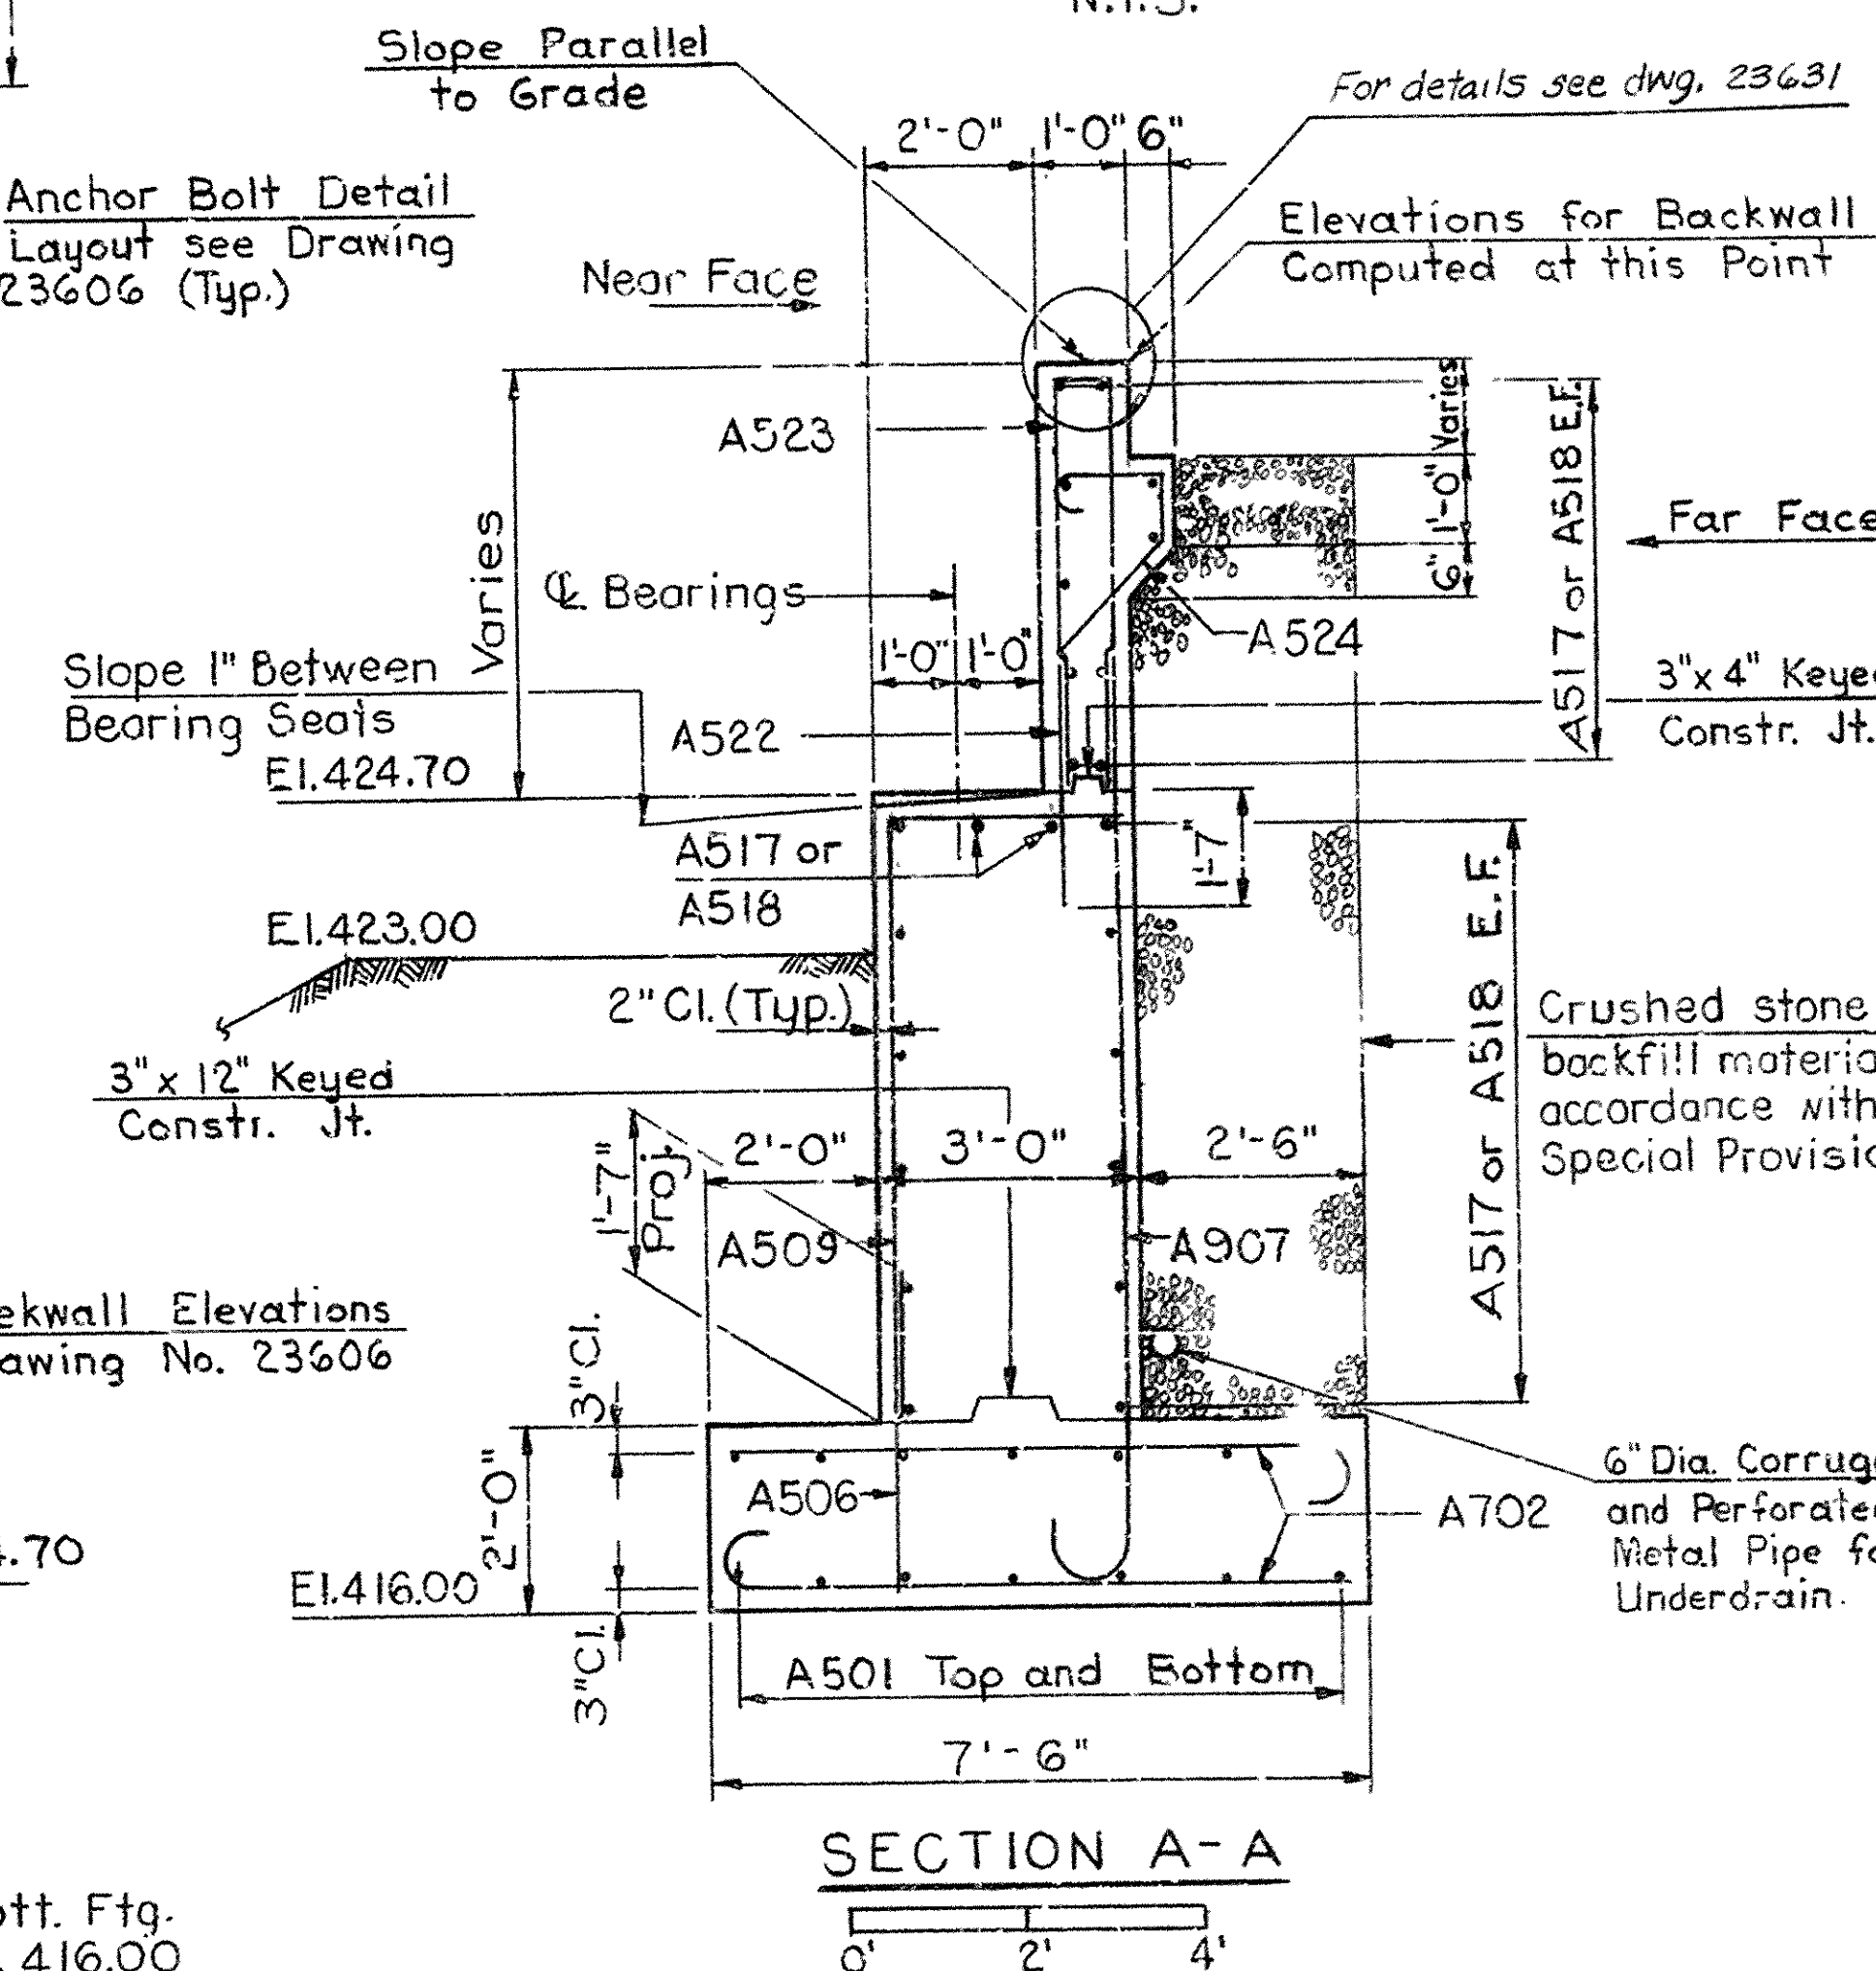 N.T.S.
Slope Parallel
to Grade
For details see dwg. 23631
2'-0" 1'-0" 6"
Anchor Bolt Detail
Layout see Drawing
23606 (Typ.)
Near Face
Elevations for Backwall
Computed at this Point
A523
Varies
Varies
1'-0"
6"
A517 or A518 E.F.
Far Face
℄ Bearings
A524
1'-0" 1'-0"
Slope 1" Between
Bearing Seats
3"x 4" Keyed
Constr. Jt.
A522
El. 424.70
A517 or
A518
1'-7"
El. 423.00
2" Cl. (Typ.)
A517 or A518 E.F.
Crushed stone
backfill materia
accordance with
Special Provisio
3" x 12" Keyed
Constr. Jt.
1'-7"
Proj.
2'-0" 3'-0" 2'-6"
A509
A907
ckwall Elevations
awing No. 23606
3" Cl.
2'-0"
A506
A702
6" Dia. Corruga
and Perforated
Metal Pipe fo
Underdrain.
.70
El. 416.00
3" Cl.
A501 Top and Bottom
7'-6"
SECTION A-A
0' 2' 4'
ott. Ftg.
416.00